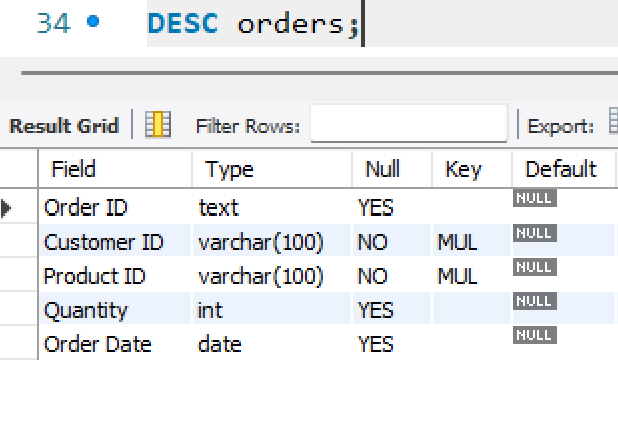 34 DESC orders;
Result Grid Filter Rows: Export:
Field Type Null Key Default
Order ID text YES NULL
Customer ID varchar(100) NO MUL NULL
Product ID varchar(100) NO MUL NULL
Quantity int YES NULL
Order Date date YES NULL